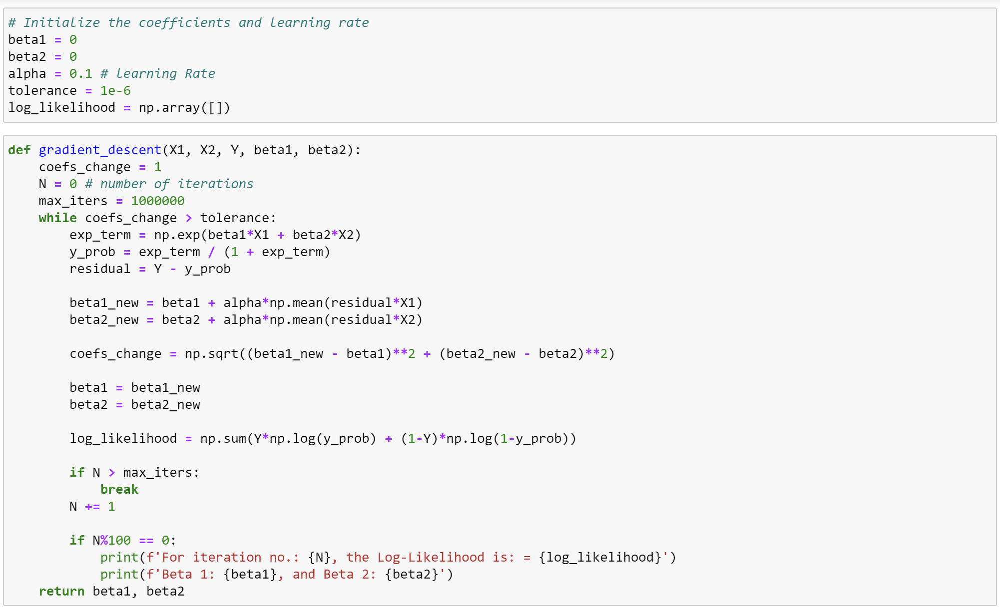 # Initialize the coefficients and learning rate
beta1 = 0
beta2 = 0
alpha = 0.1 # learning Rate
tolerance = 1e-6
log_likelihood = np.array([])
def gradient_descent(X1, X2, Y, beta1, beta2):
    coefs_change = 1
    N = 0 # number of iterations
    max_iters = 1000000
    while coefs_change > tolerance:
        exp_term = np.exp(beta1*X1 + beta2*X2)
        y_prob = exp_term / (1 + exp_term)
        residual = Y - y_prob
        beta1_new = beta1 + alpha*np.mean(residual*X1)
        beta2_new = beta2 + alpha*np.mean(residual*X2)
        coefs_change = np.sqrt((beta1_new - beta1)**2 + (beta2_new - beta2)**2)
        beta1 = beta1_new
        beta2 = beta2_new
        log_likelihood = np.sum(Y*np.log(y_prob) + (1-Y)*np.log(1-y_prob))
        if N > max_iters:
            break
        N += 1
        if N%100 == 0:
            print(f'For iteration no.: {N}, the Log-Likelihood is: = {log_likelihood}')
            print(f'Beta 1: {beta1}, and Beta 2: {beta2}')
    return beta1, beta2